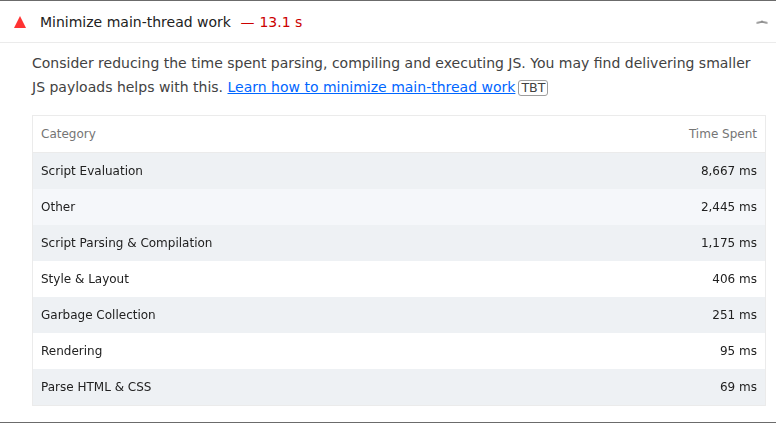 Minimize main-thread work — 13.1 s
Consider reducing the time spent parsing, compiling and executing JS. You may find delivering smaller
JS payloads helps with this. Learn how to minimize main-thread work TBT
Category Time Spent
Script Evaluation 8,667 ms
Other 2,445 ms
Script Parsing & Compilation 1,175 ms
Style & Layout 406 ms
Garbage Collection 251 ms
Rendering 95 ms
Parse HTML & CSS 69 ms